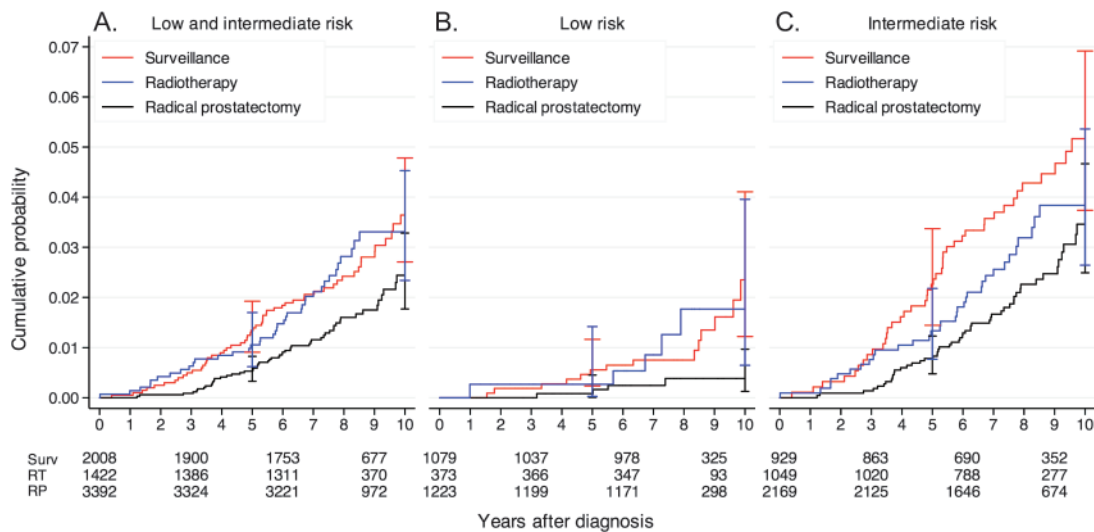 A. Low and intermediate risk
B. Low risk
C. Intermediate risk
Surveillance
Radiotherapy
Radical prostatectomy
Surveillance
Radiotherapy
Radical prostatectomy
Surveillance
Radiotherapy
Radical prostatectomy
Cumulative probability
0.07
0.06
0.05
0.04
0.03
0.02
0.01
0.00
0 1 2 3 4 5 6 7 8 9 10 0 1 2 3 4 5 6 7 8 9 10 0 1 2 3 4 5 6 7 8 9 10
Surv 2008 1900 1753 677 1079 1037 978 325 929 863 690 352
RT 1422 1386 1311 370 373 366 347 93 1049 1020 788 277
RP 3392 3324 3221 972 1223 1199 1171 298 2169 2125 1646 674
Years after diagnosis